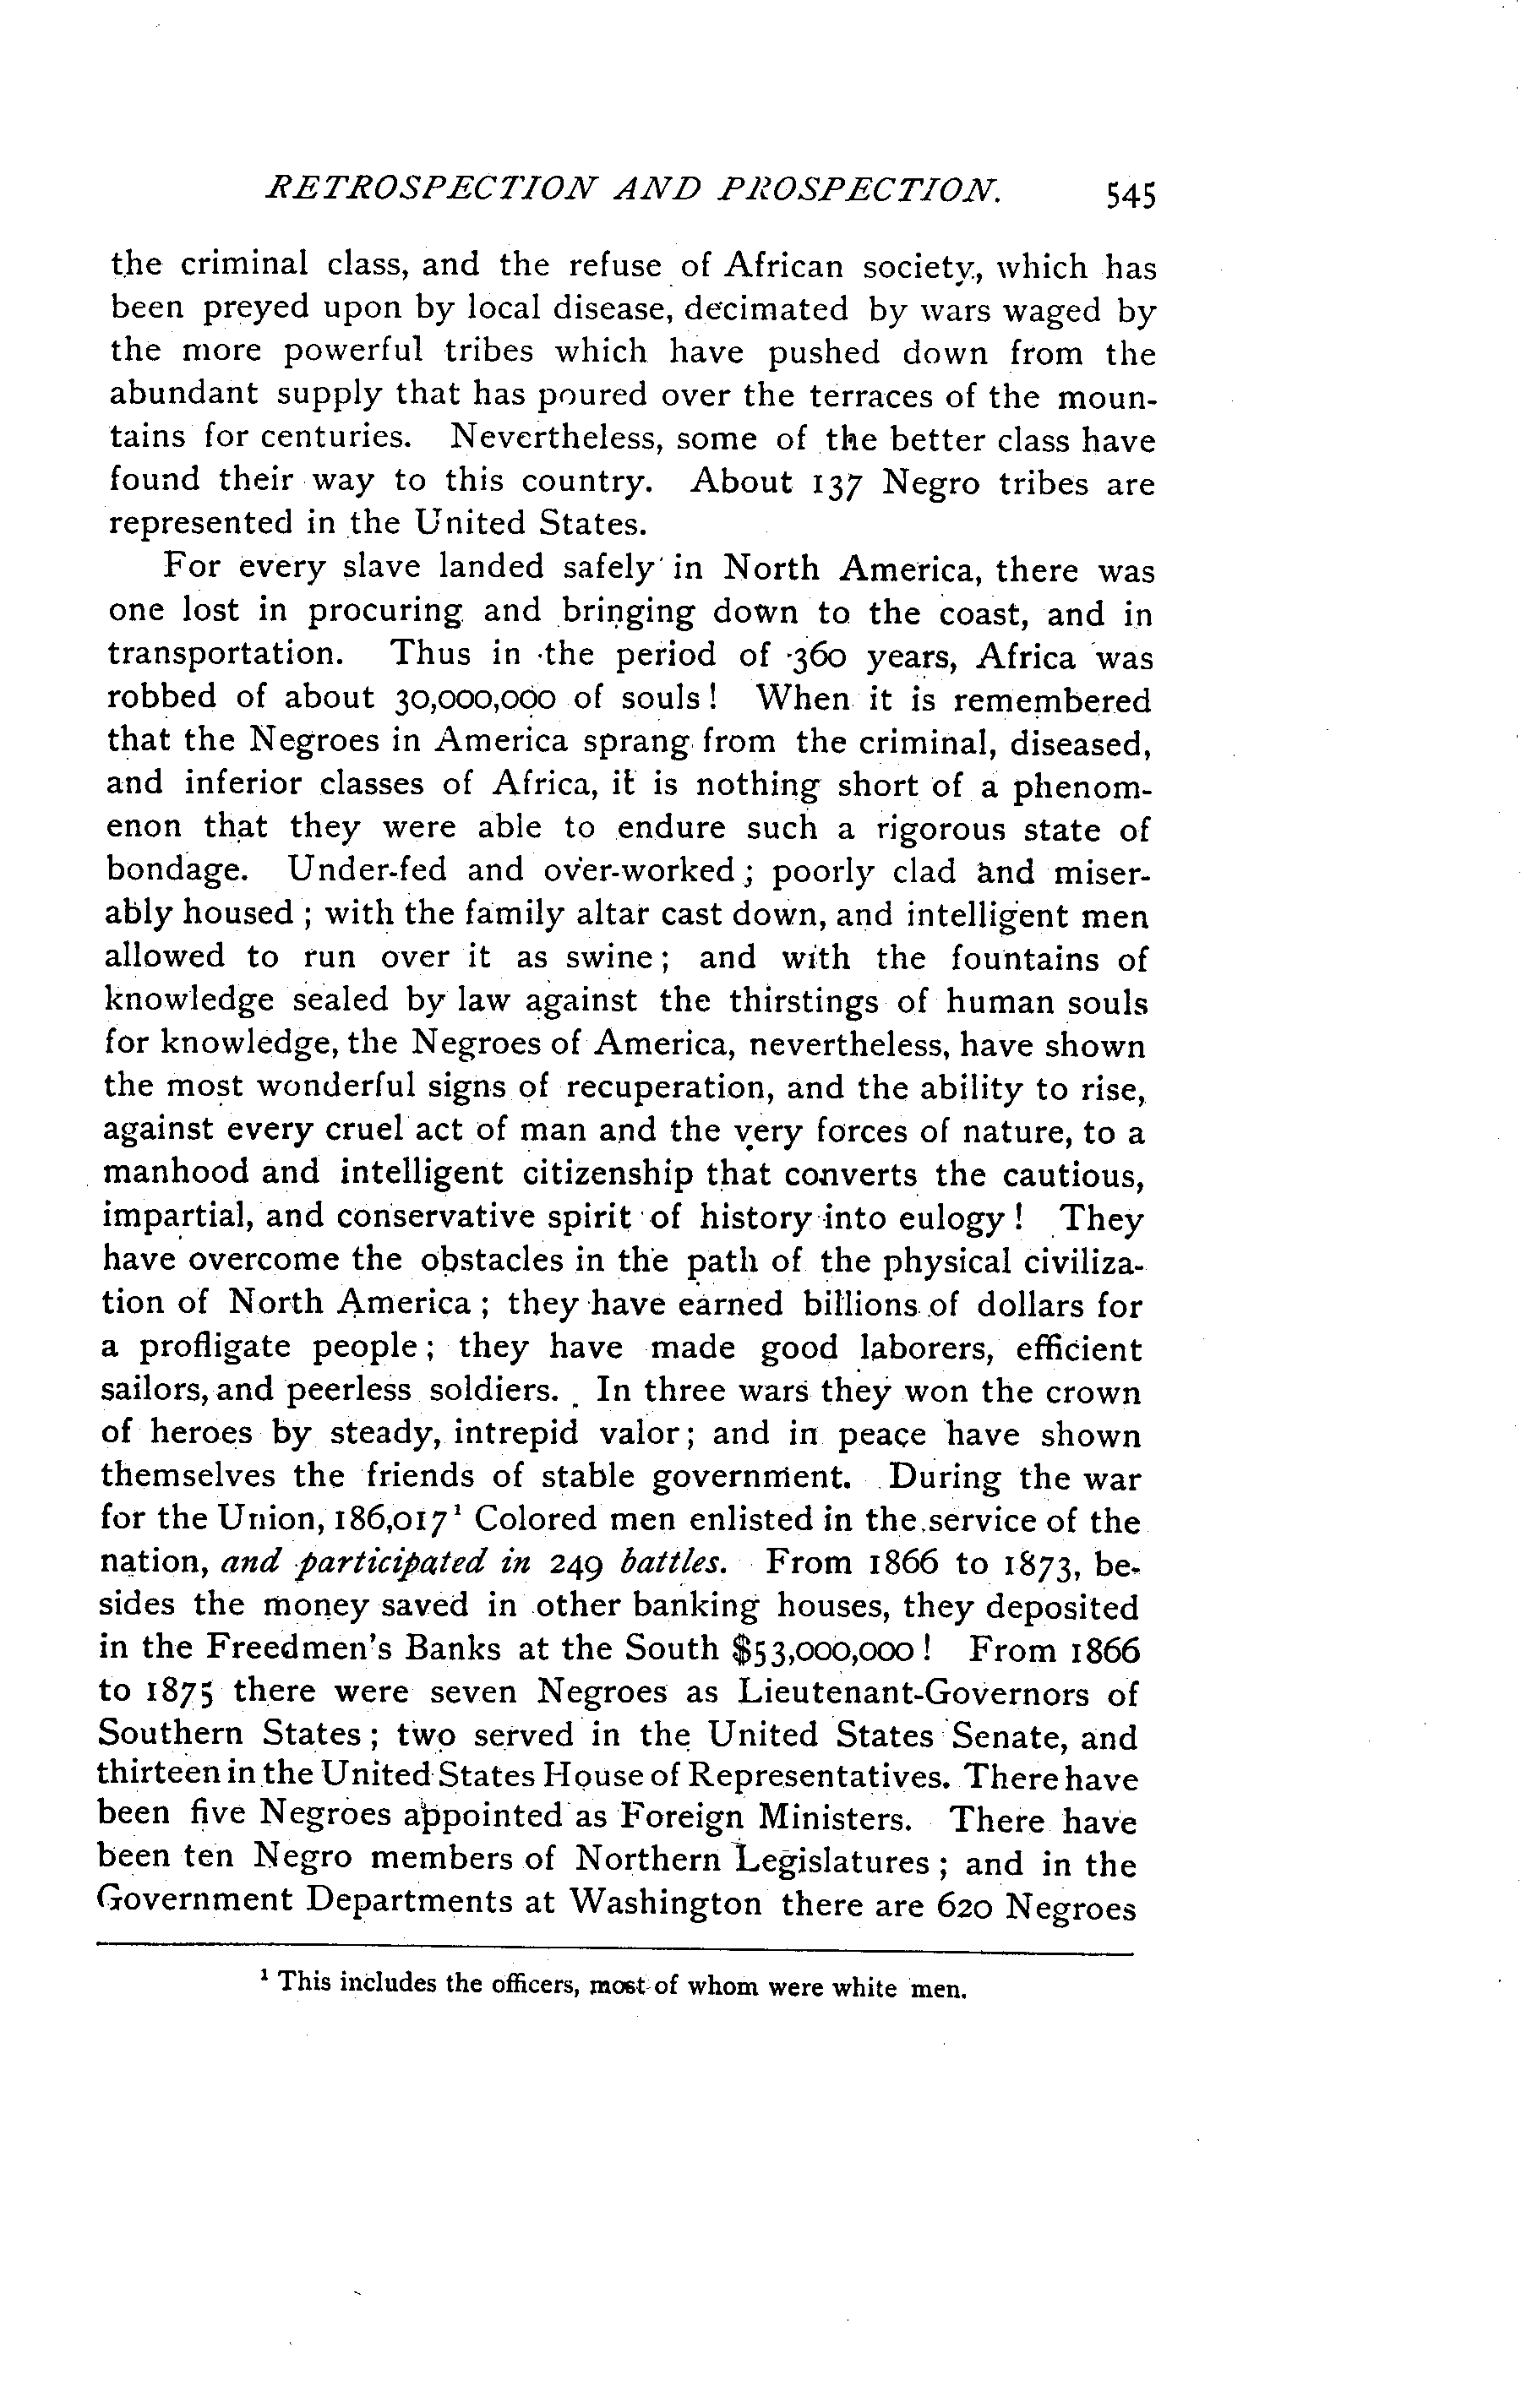 RETROSPECTION AND PROSPECTION. 545
the criminal class, and the refuse of African society, which has
been preyed upon by local disease, decimated by wars waged by
the more powerful tribes which have pushed down from the
abundant supply that has poured over the terraces of the moun-
tains for centuries. Nevertheless, some of the better class have
found their way to this country. About 137 Negro tribes are
represented in the United States.
For every slave landed safely in North America, there was
one lost in procuring and bringing down to the coast, and in
transportation. Thus in the period of 360 years, Africa was
robbed of about 30,000,000 of souls! When it is remembered
that the Negroes in America sprang from the criminal, diseased,
and inferior classes of Africa, it is nothing short of a phenom-
enon that they were able to endure such a rigorous state of
bondage. Under-fed and over-worked; poorly clad and miser-
ably housed; with the family altar cast down, and intelligent men
allowed to run over it as swine; and with the fountains of
knowledge sealed by law against the thirstings of human souls
for knowledge, the Negroes of America, nevertheless, have shown
the most wonderful signs of recuperation, and the ability to rise,
against every cruel act of man and the very forces of nature, to a
manhood and intelligent citizenship that converts the cautious,
impartial, and conservative spirit of history into eulogy! They
have overcome the obstacles in the path of the physical civiliza-
tion of North America; they have earned billions of dollars for
a profligate people; they have made good laborers, efficient
sailors, and peerless soldiers. In three wars they won the crown
of heroes by steady, intrepid valor; and in peace have shown
themselves the friends of stable government. During the war
for the Union, 186,017¹ Colored men enlisted in the service of the
nation, and participated in 249 battles. From 1866 to 1873, be-
sides the money saved in other banking houses, they deposited
in the Freedmen's Banks at the South $53,000,000! From 1866
to 1875 there were seven Negroes as Lieutenant-Governors of
Southern States; two served in the United States Senate, and
thirteen in the United States House of Representatives. There have
been five Negroes appointed as Foreign Ministers. There have
been ten Negro members of Northern Legislatures; and in the
Government Departments at Washington there are 620 Negroes
¹ This includes the officers, most of whom were white men.